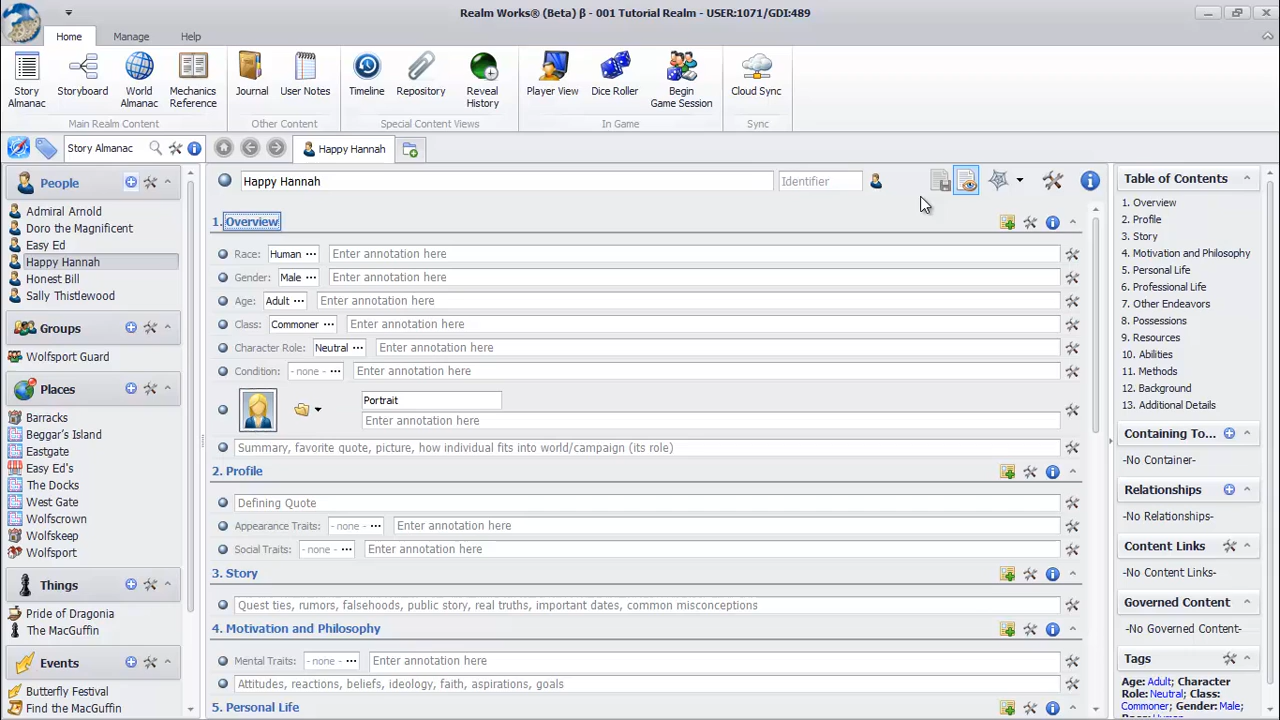 Realm Works® (Beta) β - 001 Tutorial Realm - USER:1071/GDI:489
Home Manage Help
Story Almanac
Storyboard
World Almanac
Mechanics Reference
Journal
User Notes
Timeline
Repository
Reveal History
Player View
Dice Roller
Begin Game Session
Cloud Sync
Main Realm Content
Other Content
Special Content Views
In Game
Sync
Story Almanac
Happy Hannah
People
Admiral Arnold
Doro the Magnificent
Easy Ed
Happy Hannah
Honest Bill
Sally Thistlewood
Groups
Wolfsport Guard
Places
Barracks
Beggar's Island
Eastgate
Easy Ed's
The Docks
West Gate
Wolfscrown
Wolfskeep
Wolfsport
Things
Pride of Dragonia
The MacGuffin
Events
Butterfly Festival
Find the MacGuffin
Happy Hannah
Identifier
1. Overview
Race: Human ••• Enter annotation here
Gender: Male ••• Enter annotation here
Age: Adult ••• Enter annotation here
Class: Commoner ••• Enter annotation here
Character Role: Neutral ••• Enter annotation here
Condition: - none - ••• Enter annotation here
Portrait
Enter annotation here
Summary, favorite quote, picture, how individual fits into world/campaign (its role)
2. Profile
Defining Quote
Appearance Traits: - none - ••• Enter annotation here
Social Traits: - none - ••• Enter annotation here
3. Story
Quest ties, rumors, falsehoods, public story, real truths, important dates, common misconceptions
4. Motivation and Philosophy
Mental Traits: - none - ••• Enter annotation here
Attitudes, reactions, beliefs, ideology, faith, aspirations, goals
5. Personal Life
Table of Contents
1. Overview
2. Profile
3. Story
4. Motivation and Philosophy
5. Personal Life
6. Professional Life
7. Other Endeavors
8. Possessions
9. Resources
10. Abilities
11. Methods
12. Background
13. Additional Details
Containing To...
-No Container-
Relationships
-No Relationships-
Content Links
-No Content Links-
Governed Content
-No Governed Content-
Tags
Age: Adult; Character
Role: Neutral; Class:
Commoner; Gender: Male;